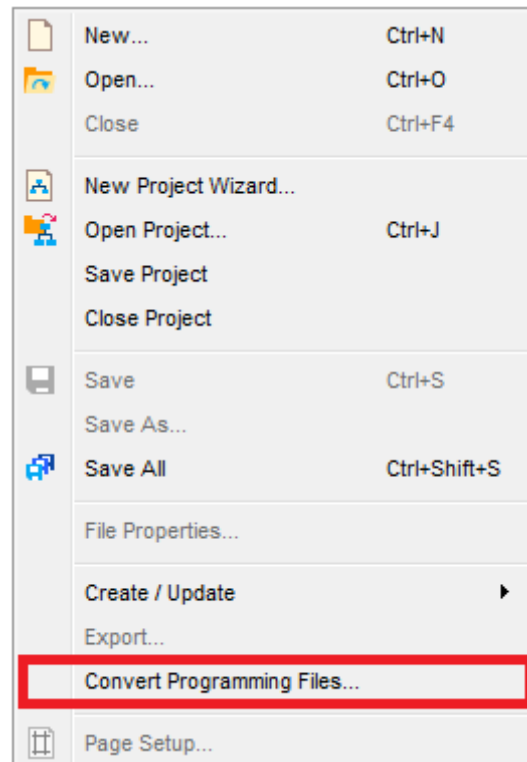 New... Ctrl+N
Open... Ctrl+O
Close Ctrl+F4
New Project Wizard...
Open Project... Ctrl+J
Save Project
Close Project
Save Ctrl+S
Save As...
Save All Ctrl+Shift+S
File Properties...
Create / Update
Export...
Convert Programming Files...
Page Setup...